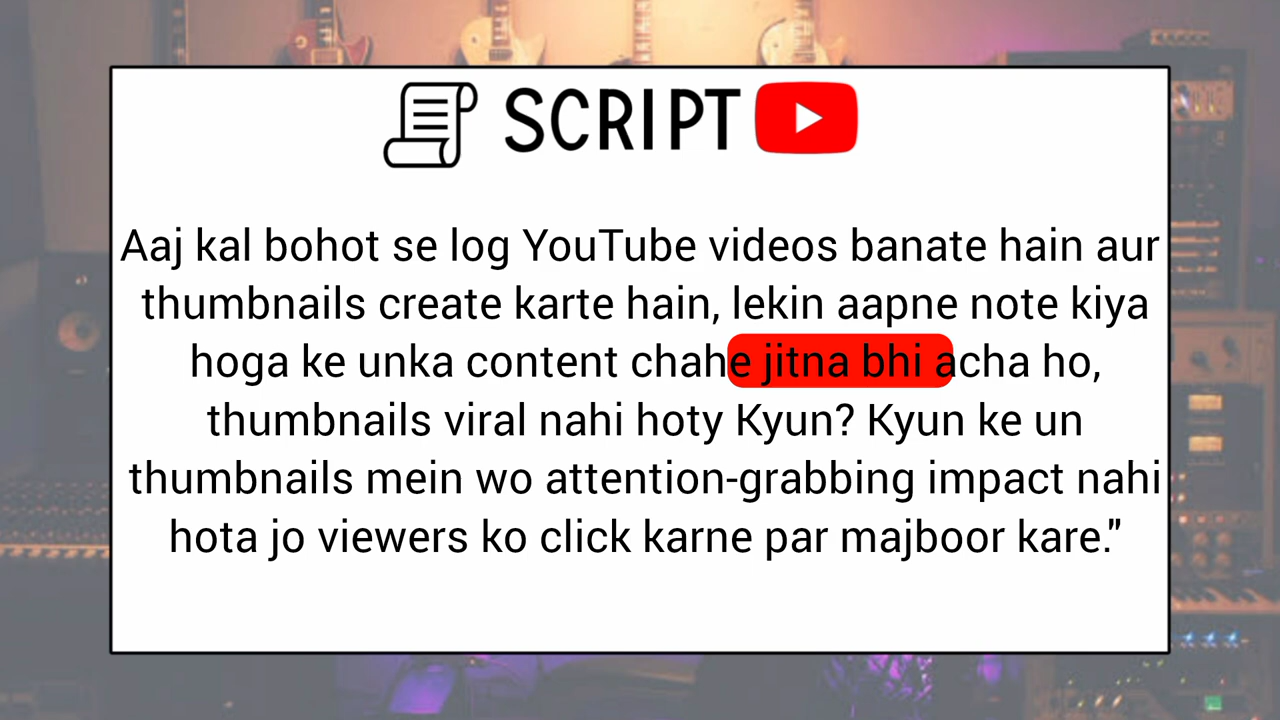 SCRIPT
Aaj kal bohot se log YouTube videos banate hain aur
thumbnails create karte hain, lekin aapne note kiya
hoga ke unka content chahe jitna bhi acha ho,
thumbnails viral nahi hoty Kyun? Kyun ke un
thumbnails mein wo attention-grabbing impact nahi
hota jo viewers ko click karne par majboor kare."